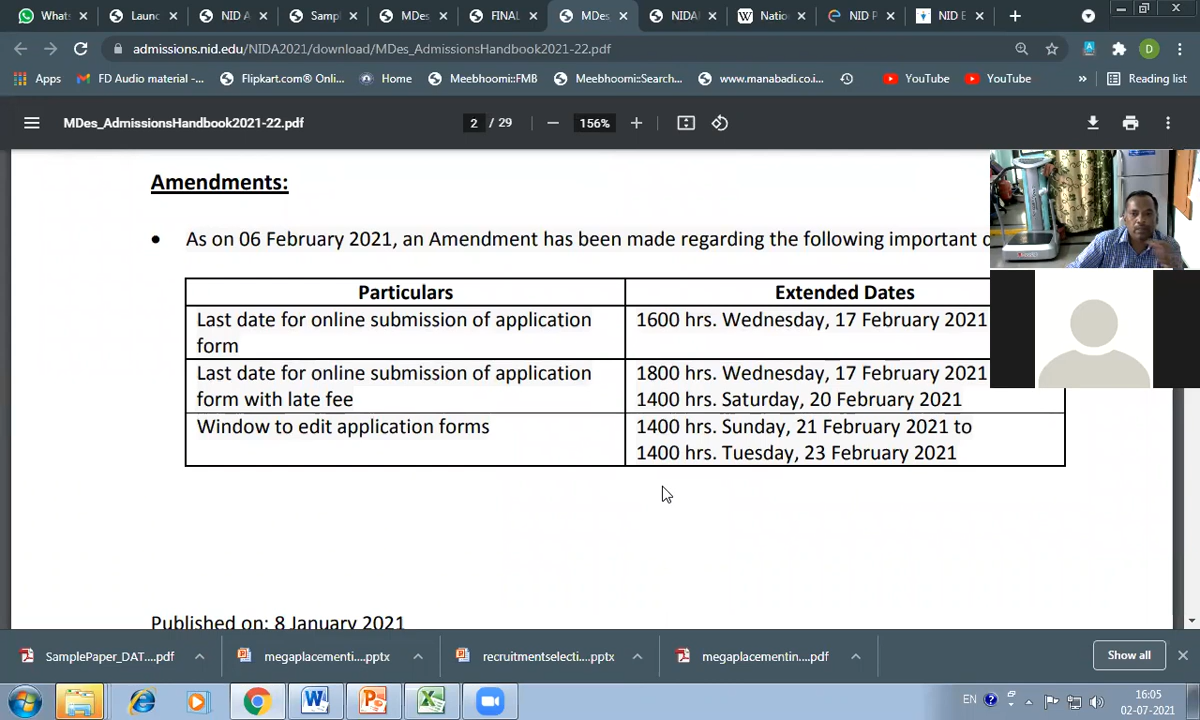 Whats
Launc
NID A
Sampl
MDes
FINAL
MDes
NIDA
Natio
NID P
NID E
admissions.nid.edu/NIDA2021/download/MDes_AdmissionsHandbook2021-22.pdf
D
Apps
FD Audio material -...
Flipkart.com® Onli...
Home
Meebhoomi::FMB
Meebhoomi::Search...
www.manabadi.co.i...
YouTube
YouTube
»
Reading list
MDes_AdmissionsHandbook2021-22.pdf
2 / 29
156%
Amendments:
• As on 06 February 2021, an Amendment has been made regarding the following important
Particulars
Extended Dates
Last date for online submission of application
form
1600 hrs. Wednesday, 17 February 2021
Last date for online submission of application
form with late fee
1800 hrs. Wednesday, 17 February 2021
1400 hrs. Saturday, 20 February 2021
Window to edit application forms
1400 hrs. Sunday, 21 February 2021 to
1400 hrs. Tuesday, 23 February 2021
Published on: 8 January 2021
SamplePaper_DAT....pdf
megaplacementi....pptx
recruitmentselecti....pptx
megaplacementin....pdf
Show all
EN
16:05
02-07-2021